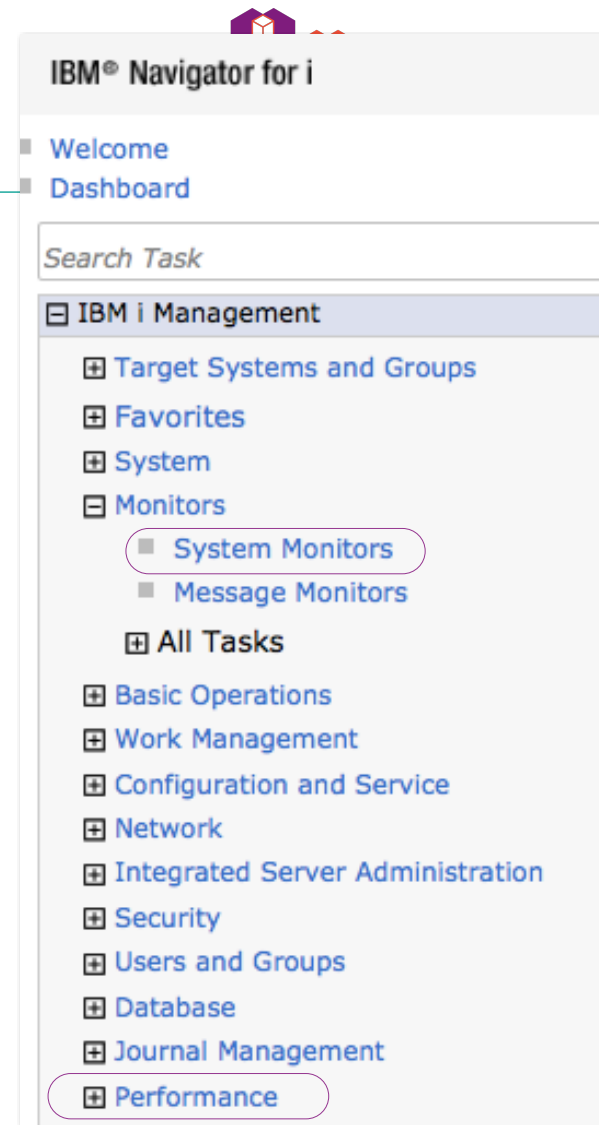 IBM® Navigator for i
Welcome
Dashboard
Search Task
IBM i Management
Target Systems and Groups
Favorites
System
Monitors
System Monitors
Message Monitors
All Tasks
Basic Operations
Work Management
Configuration and Service
Network
Integrated Server Administration
Security
Users and Groups
Database
Journal Management
Performance